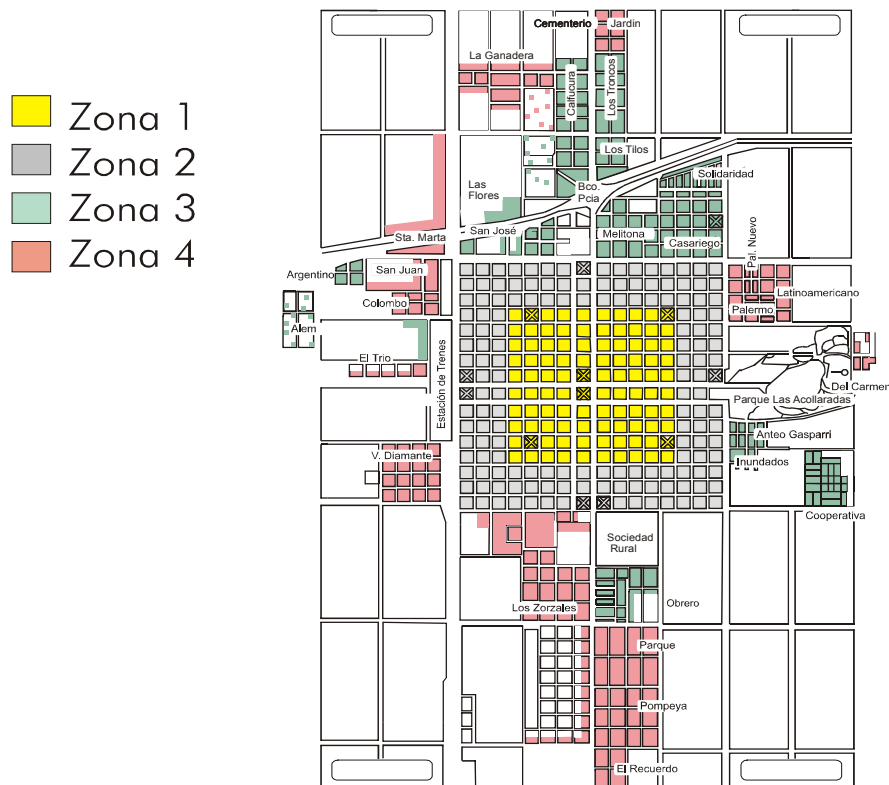 Zona 1
Zona 2
Zona 3
Zona 4
Cementerio
Jardin
La Ganadera
Calfucura
Los Troncos
Los Tilos
Solidaridad
Las
Flores
Bco.
Pcia
San José
Sta. Marta
Melitona
Casariego
Pal. Nuevo
Argentino
San Juan
Colombo
Latinoamericano
Palermo
Alem
El Trio
Estación de Trenes
Del Carmen
Parque Las Acollaradas
Anteo Gasparri
V. Diamante
Inundados
Cooperativa
Sociedad
Rural
Los Zorzales
Obrero
Parque
Pompeya
El Recuerdo